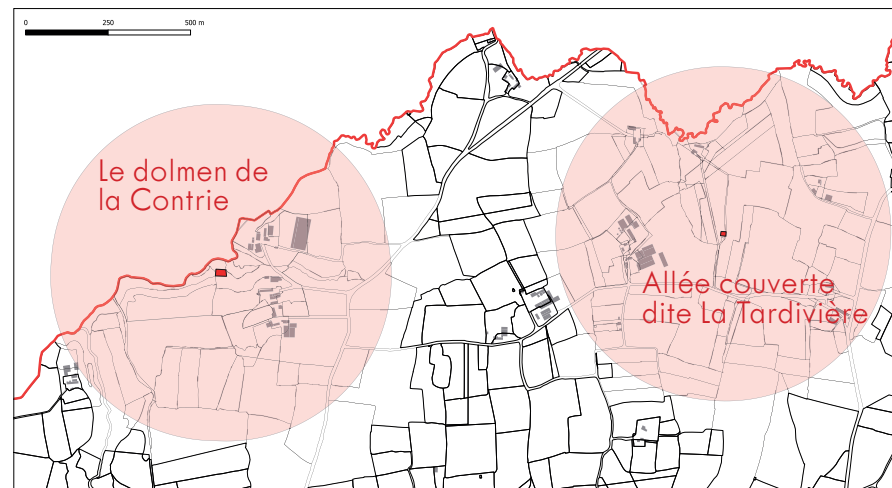 0 250 500 m
Le dolmen de
la Contrie
Allée couverte
dite La Tardivière